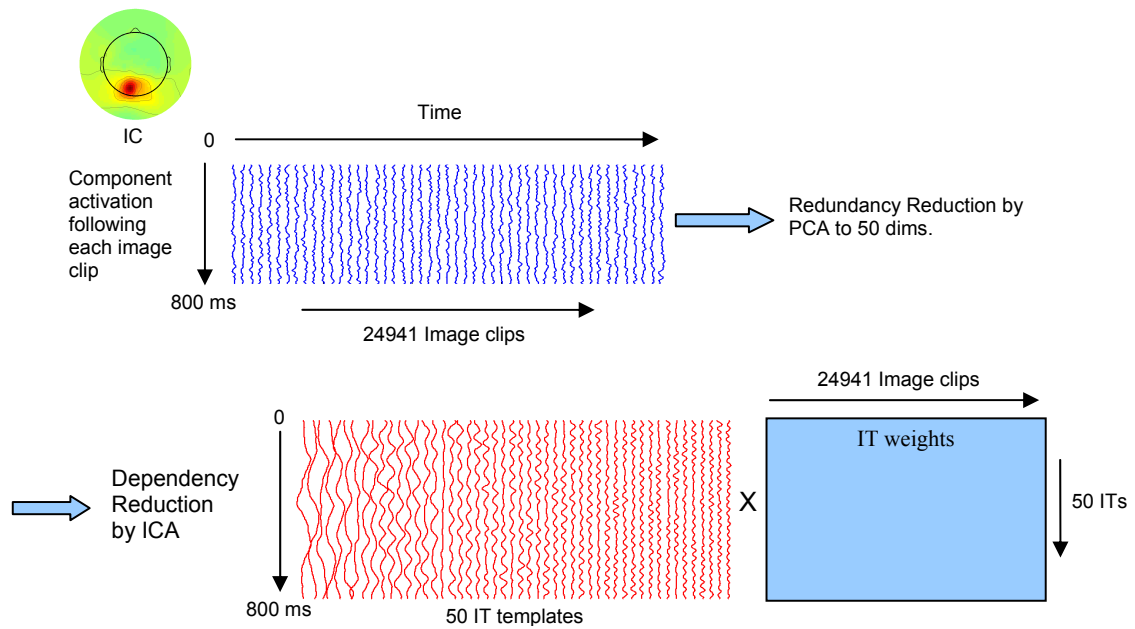 IC
0
Time
Component
activation
following
each image
clip
800 ms
24941 Image clips
Redundancy Reduction by
PCA to 50 dims.
24941 Image clips
0
Dependency
Reduction
by ICA
800 ms
50 IT templates
X
IT weights
50 ITs